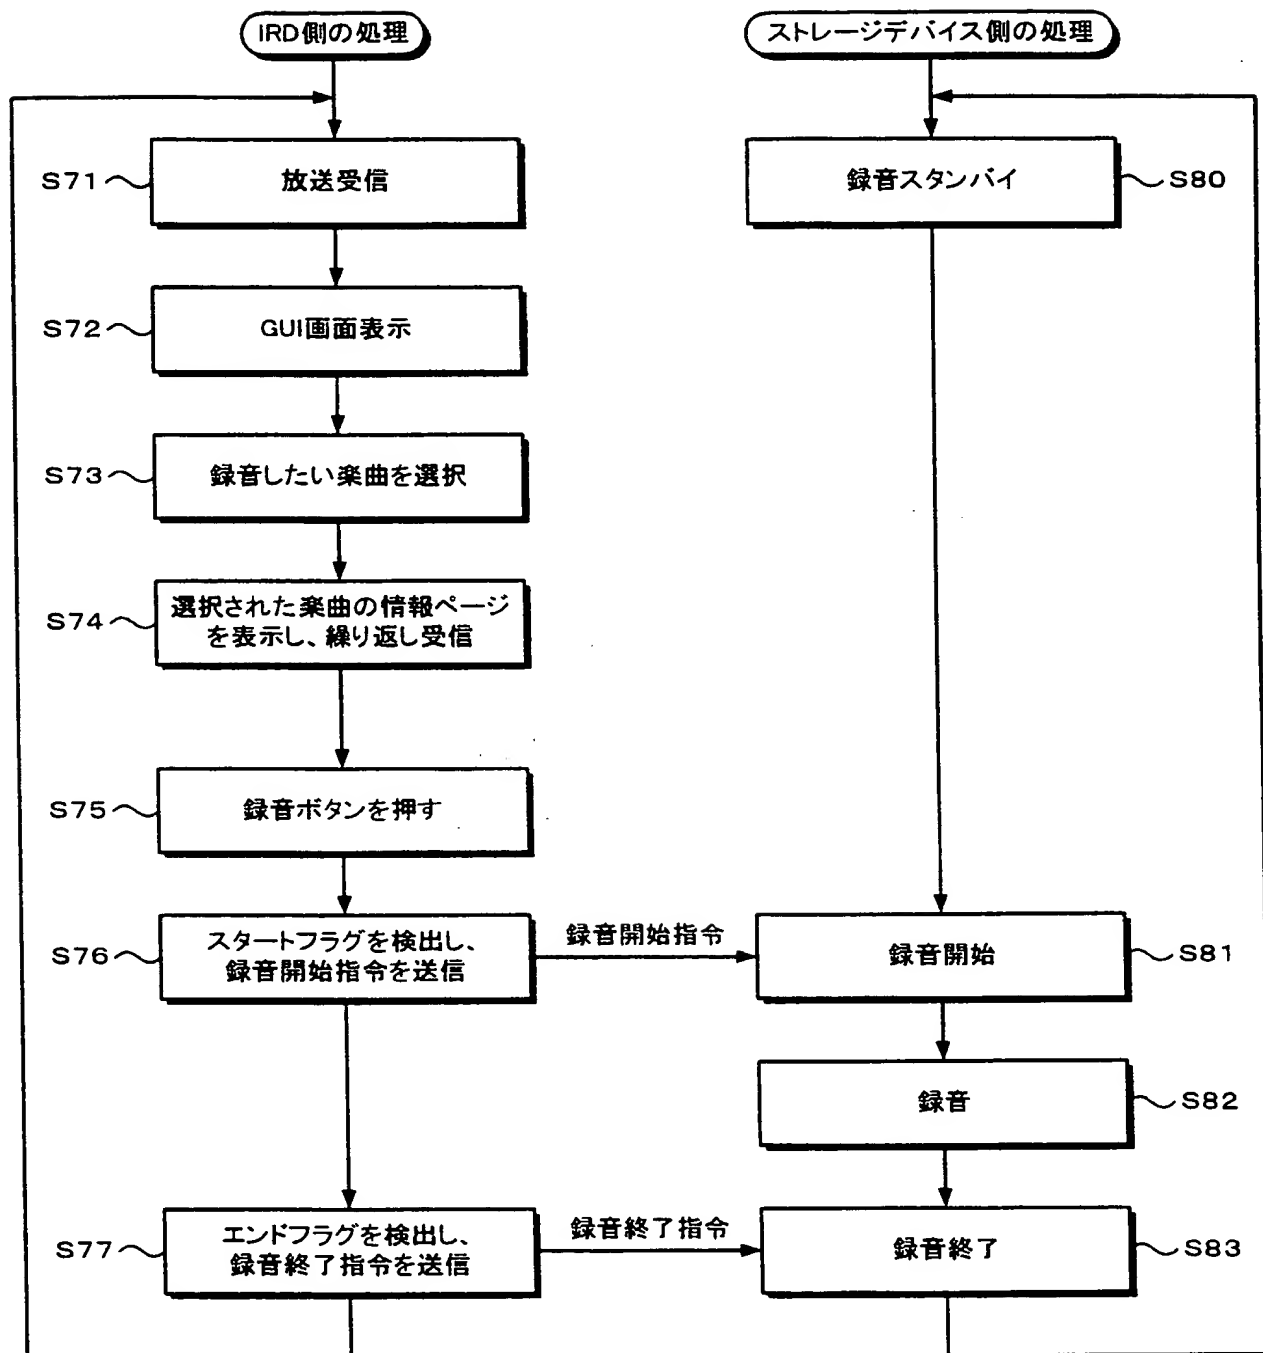 IRD側の処理
ストレージデバイス側の処理
S71
放送受信
録音スタンバイ
S80
S72
GUI画面表示
S73
録音したい楽曲を選択
S74
選択された楽曲の情報ページ
を表示し、繰り返し受信
S75
録音ボタンを押す
S76
スタートフラグを検出し、
録音開始指令を送信
録音開始指令
録音開始
S81
録音
S82
S77
エンドフラグを検出し、
録音終了指令を送信
録音終了指令
録音終了
S83